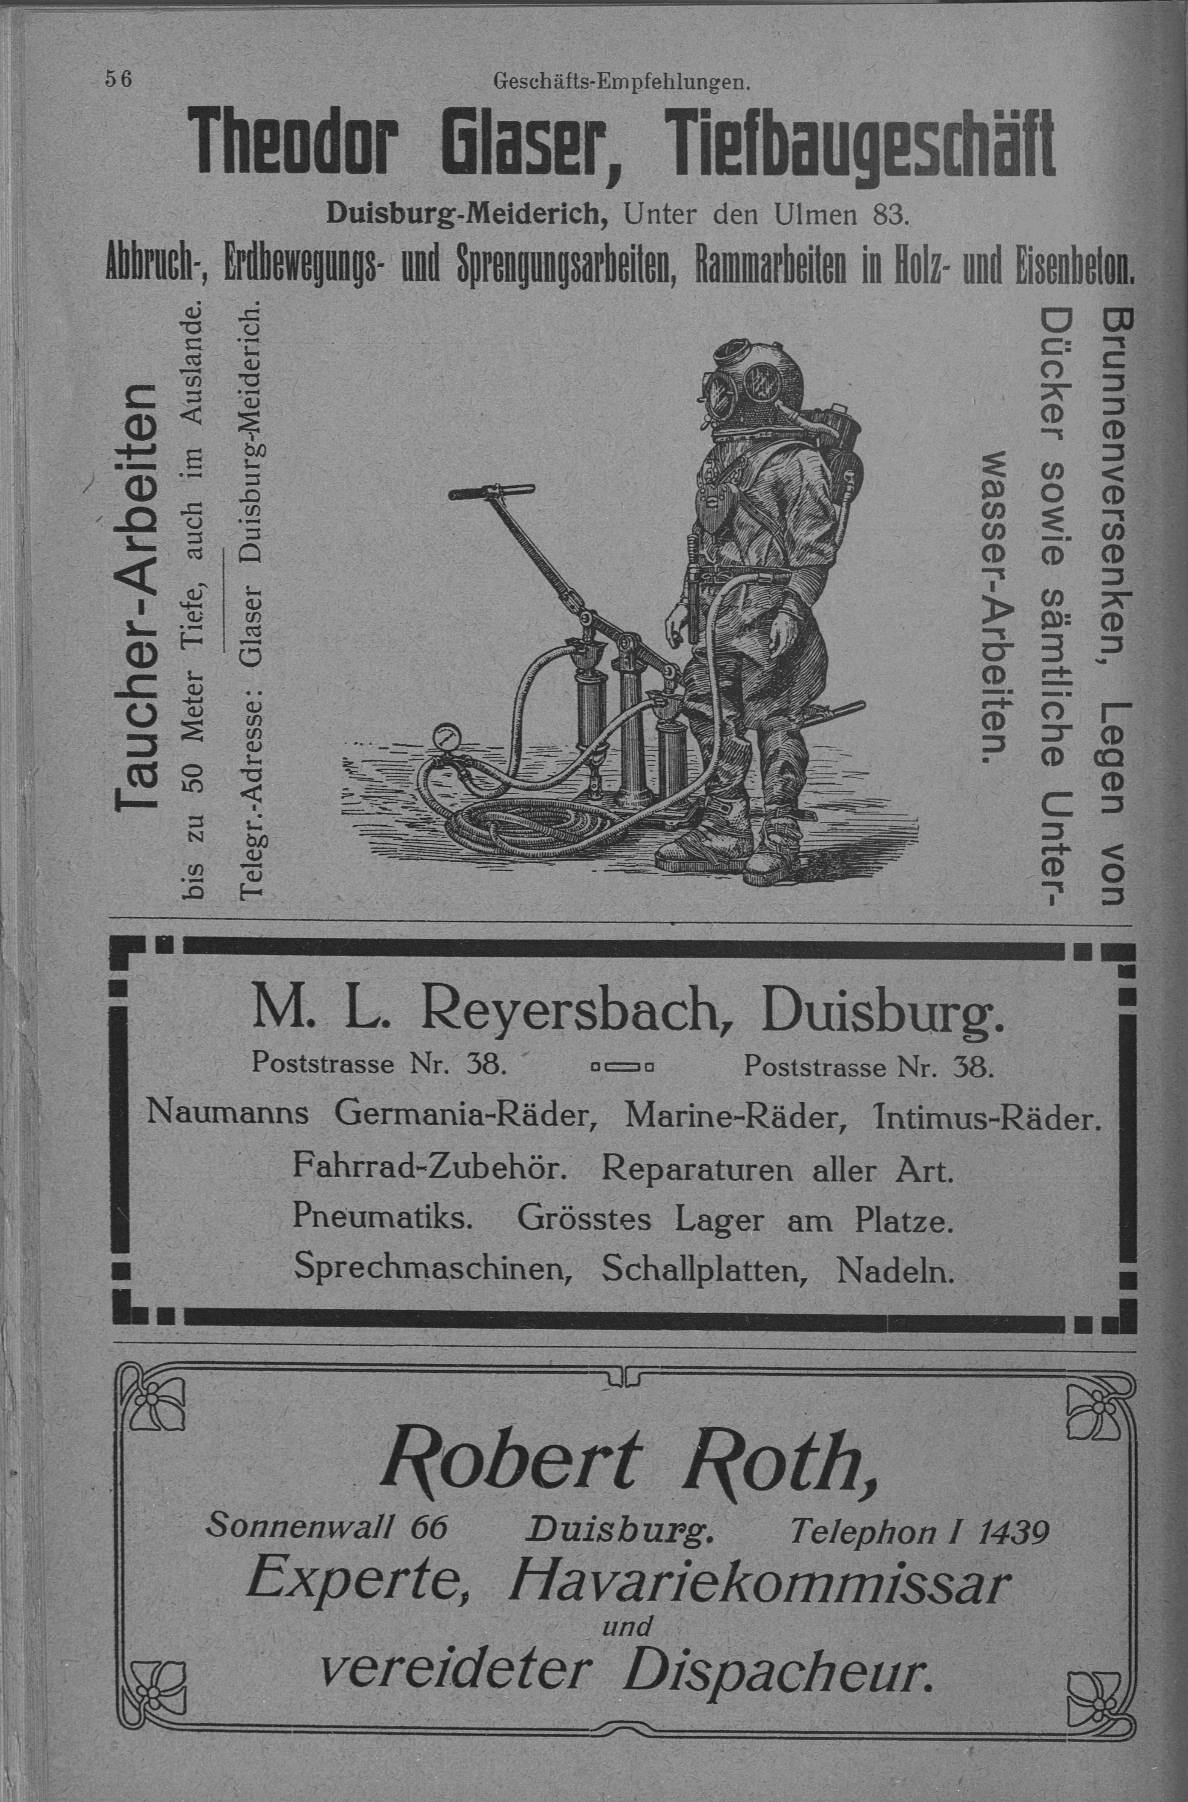 56
Geschäfts-Empfehlungen.
Theodor Glaser, Tiefbaugeschäft
Duisburg-Meiderich, Unter den Ulmen 83.
Abbruch-, Erdbewegungs- und Sprengungsarbeiten, Rammarbeiten in Holz- und Eisenbeton.
Taucher-Arbeiten
bis zu 50 Meter Tiefe, auch im Auslande.
Telegr.-Adresse: Glaser Duisburg-Meiderich.
Brunnenversenken, Legen von
Dücker sowie sämtliche Unter-
wasser-Arbeiten.
M. L. Reyersbach, Duisburg.
Poststrasse Nr. 38. Poststrasse Nr. 38.
Naumanns Germania-Räder, Marine-Räder, Intimus-Räder.
Fahrrad-Zubehör. Reparaturen aller Art.
Pneumatiks. Grösstes Lager am Platze.
Sprechmaschinen, Schallplatten, Nadeln.
Robert Roth,
Sonnenwall 66 Duisburg. Telephon I 1439
Experte, Havariekommissar
und
vereideter Dispacheur.